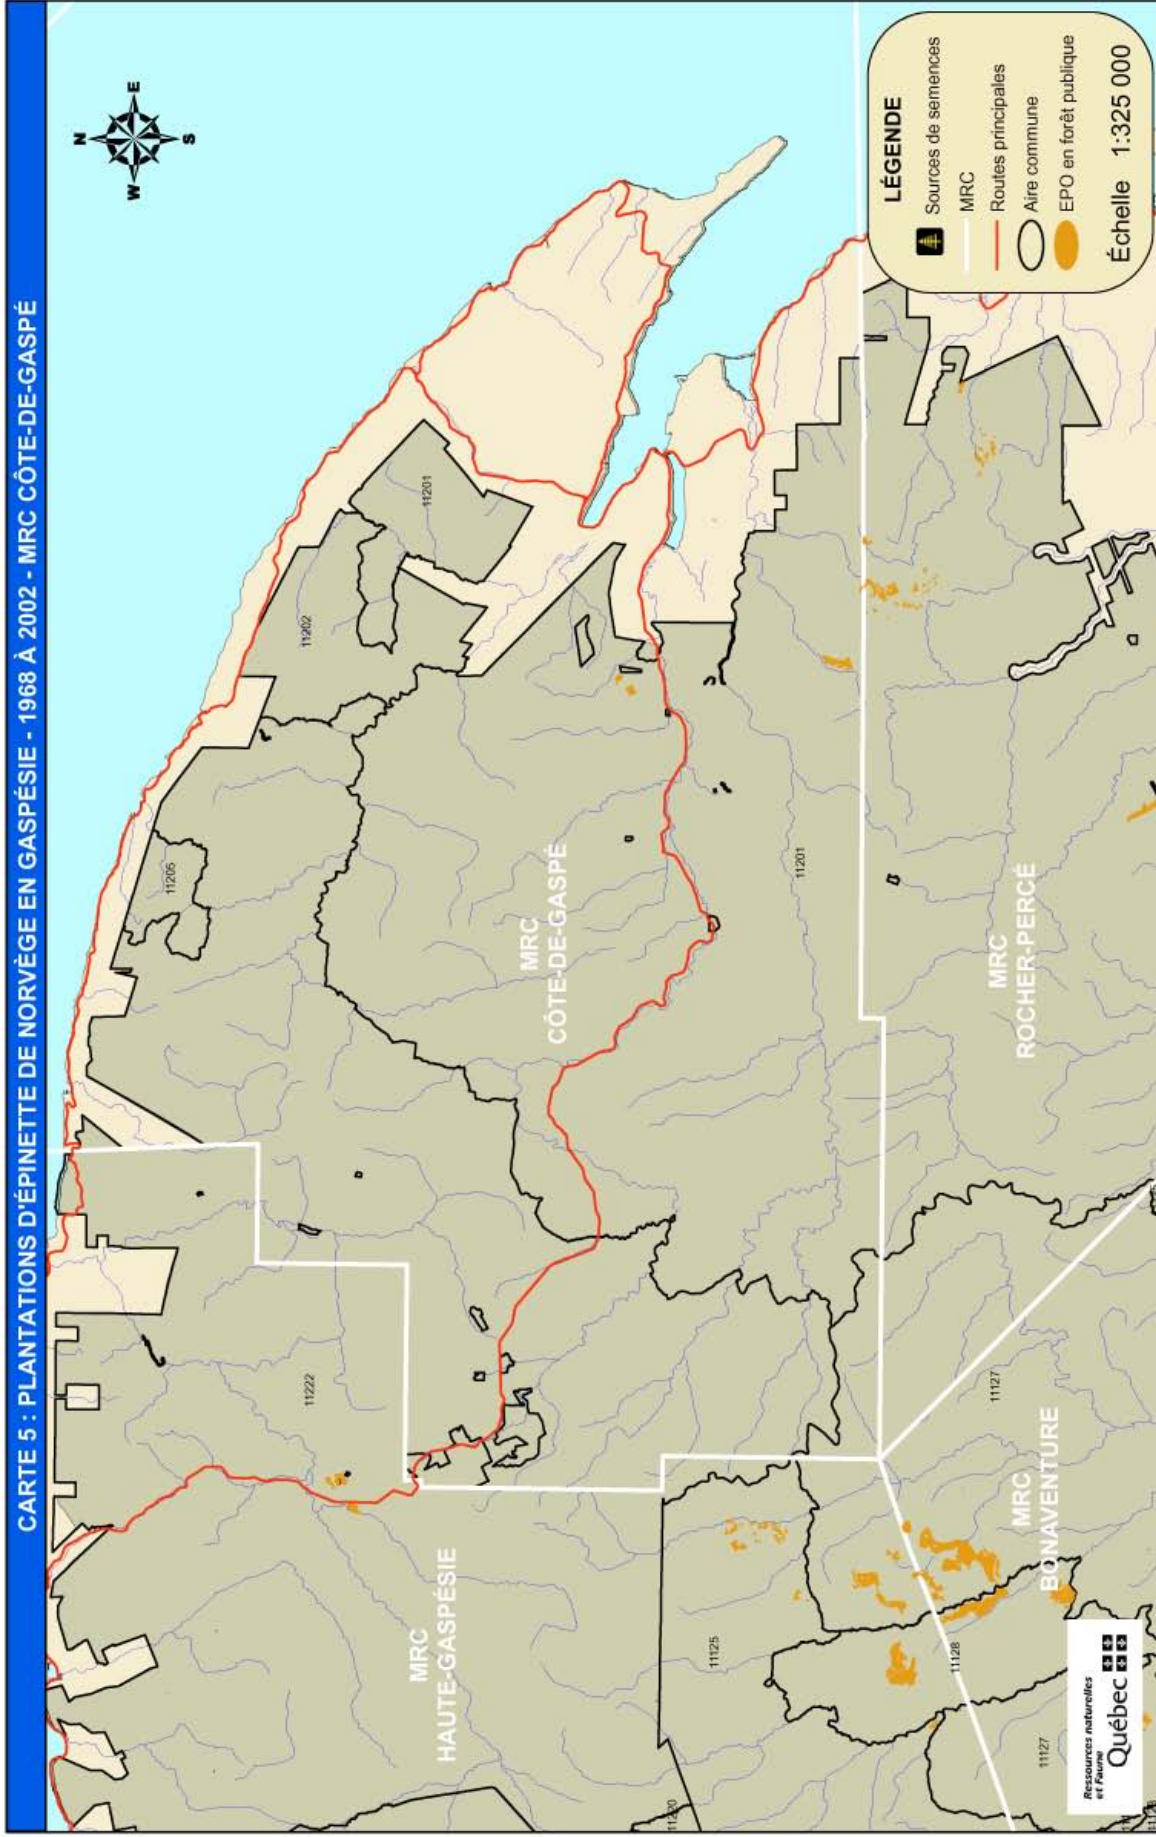 CARTE 5 : PLANTATIONS D'ÉPINETTE DE NORVÈGE EN GASPÉSIE - 1968 À 2002 - MRC CÔTE-DE-GASPÉ
N
W
E
S
11201
11202
11205
11222
MRC
CÔTE-DE-GASPÉ
11201
MRC
HAUTE-GASPÉSIE
MRC
ROCHER-PERCÉ
11125
11127
MRC
BONAVENTURE
11128
11127
LÉGENDE
Sources de semences
MRC
Routes principales
Aire commune
EPO en forêt publique
Échelle 1:325 000
Ressources naturelles
et Faune
Québec